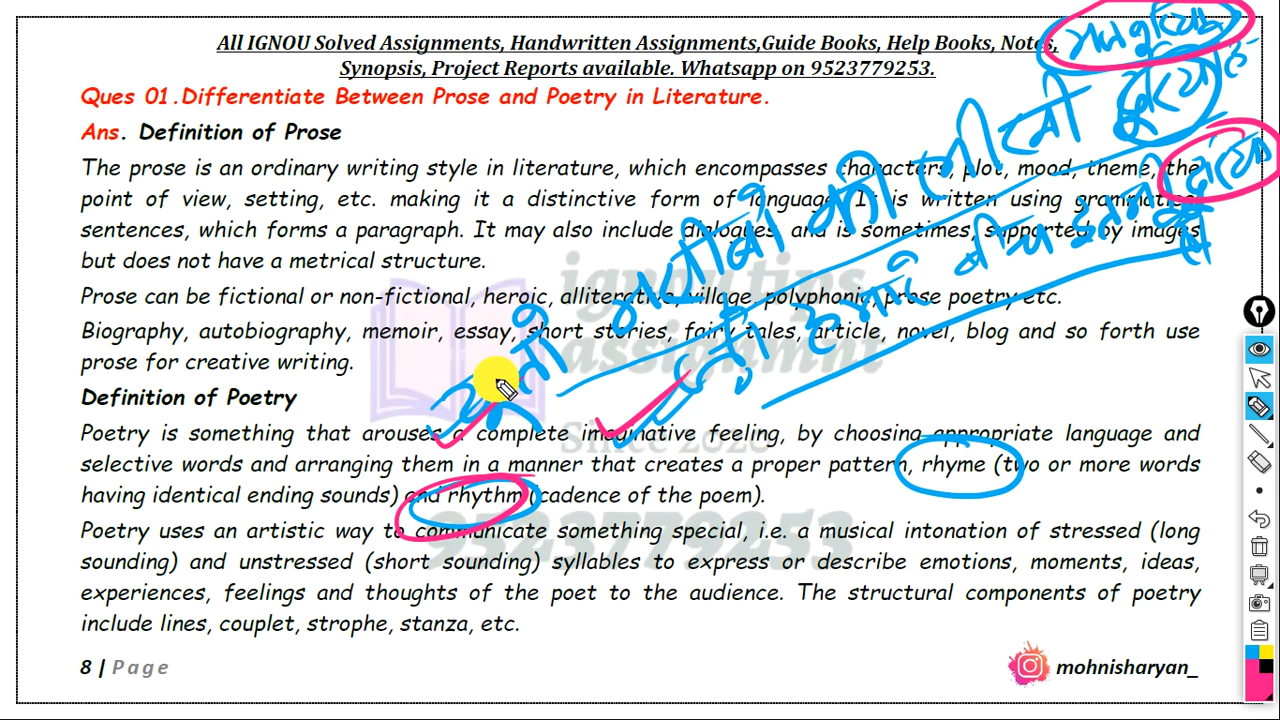 All IGNOU Solved Assignments, Handwritten Assignments,Guide Books, Help Books, Notes,
Synopsis, Project Reports available. Whatsapp on 9523779253.
Ques 01.Differentiate Between Prose and Poetry in Literature.
Ans. Definition of Prose
The prose is an ordinary writing style in literature, which encompasses characters, plot, mood, theme, the
point of view, setting, etc. making it a distinctive form of language. It is written using grammatical
sentences, which forms a paragraph. It may also include dialogues, and is sometimes, supported by images
but does not have a metrical structure.
Prose can be fictional or non-fictional, heroic, alliterative, village, polyphonic, prose poetry etc.
Biography, autobiography, memoir, essay, short stories, fairy tales, article, novel, blog and so forth use
prose for creative writing.
Definition of Poetry
Poetry is something that arouses a complete imaginative feeling, by choosing appropriate language and
selective words and arranging them in a manner that creates a proper pattern, rhyme (two or more words
having identical ending sounds) and rhythm (cadence of the poem).
Poetry uses an artistic way to communicate something special, i.e. a musical intonation of stressed (long
sounding) and unstressed (short sounding) syllables to express or describe emotions, moments, ideas,
experiences, feelings and thoughts of the poet to the audience. The structural components of poetry
include lines, couplet, strophe, stanza, etc.
ignou tips
assignment
Since 2020
9523779253
8 | Page
mohnisharyan_